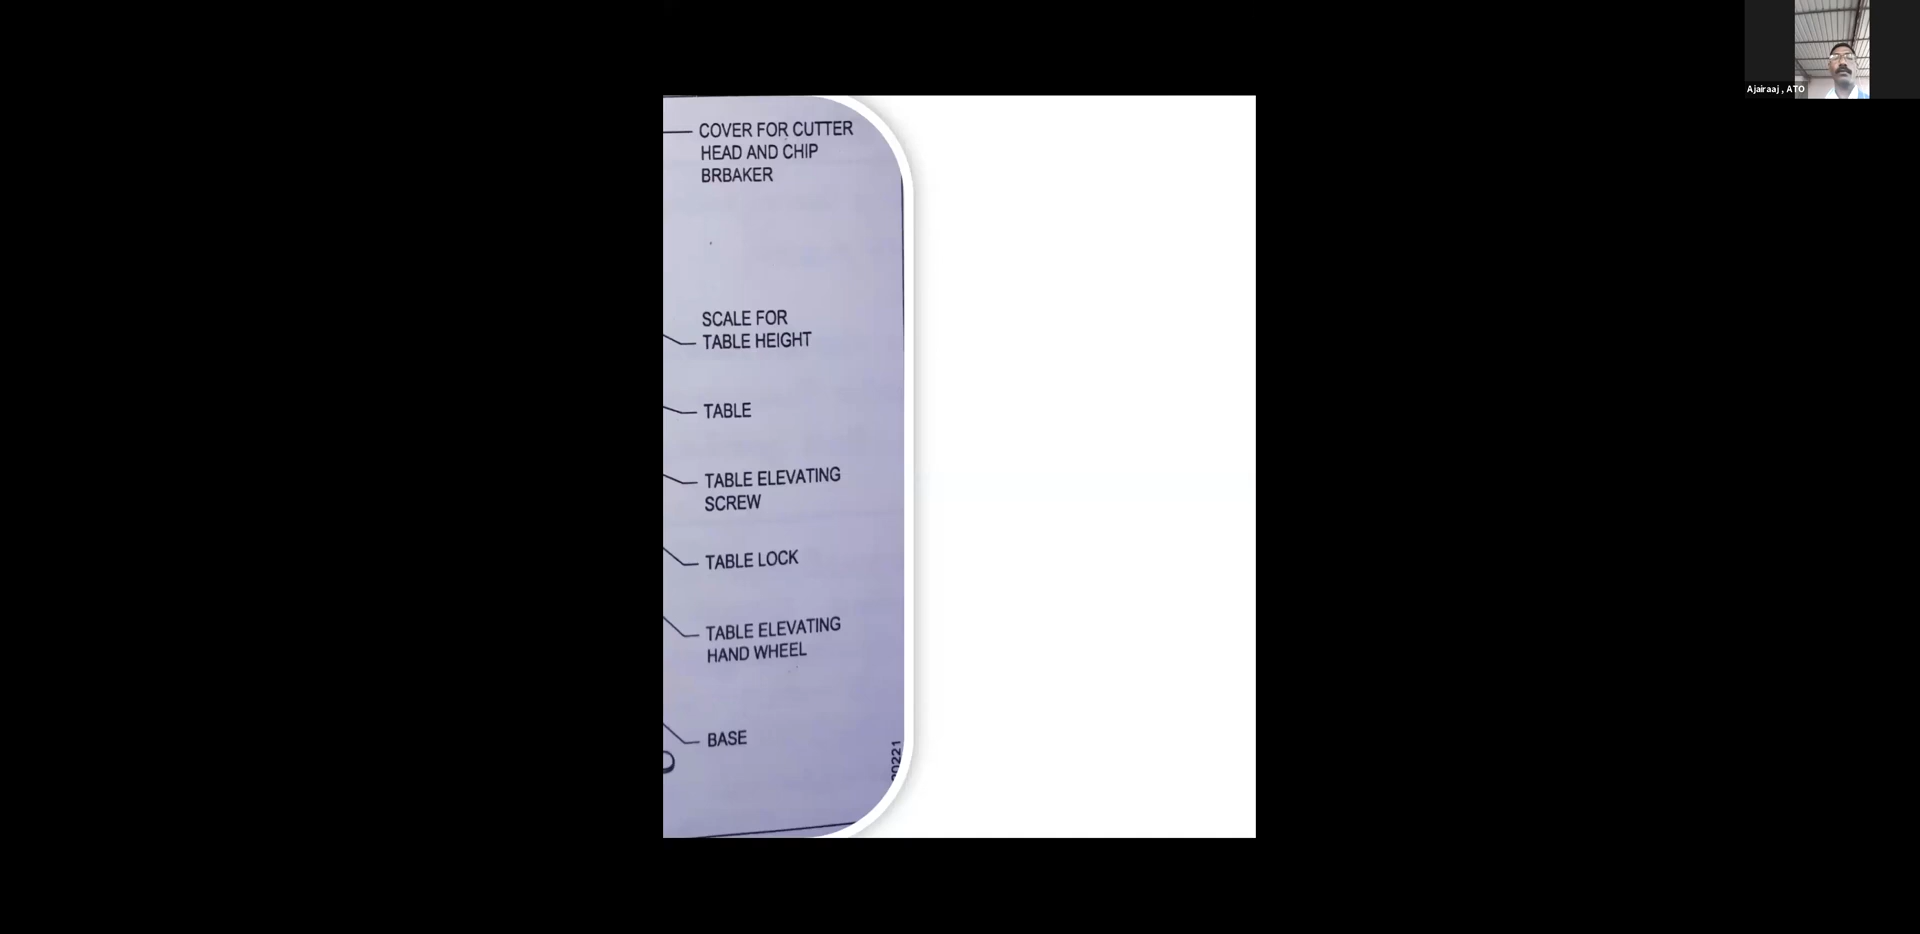 Ajairaaj , ATO
COVER FOR CUTTER
HEAD AND CHIP
BRBAKER
SCALE FOR
TABLE HEIGHT
TABLE
TABLE ELEVATING
SCREW
TABLE LOCK
TABLE ELEVATING
HAND WHEEL
BASE